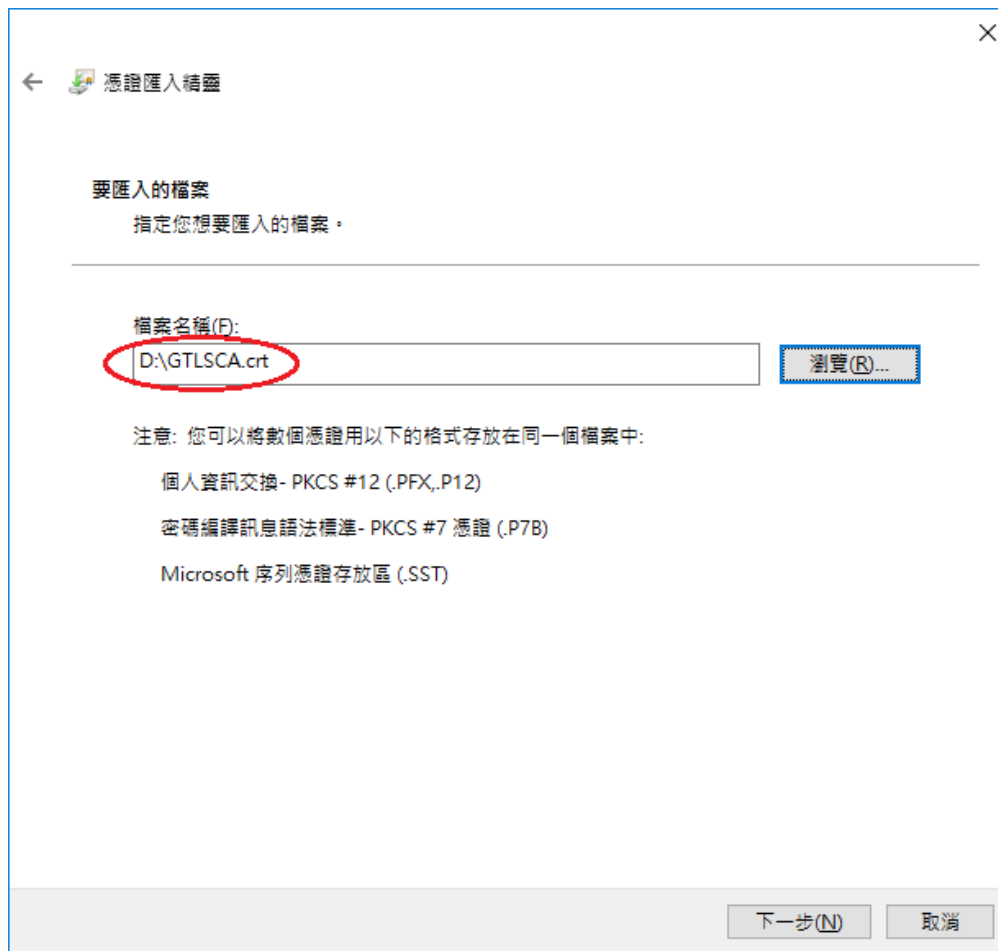 憑證匯入精靈
要匯入的檔案
指定您想要匯入的檔案。
檔案名稱(F):
D:\GTLSCA.crt
瀏覽(R)...
注意: 您可以將數個憑證用以下的格式存放在同一個檔案中:
個人資訊交換- PKCS #12 (.PFX,.P12)
密碼編譯訊息語法標準- PKCS #7 憑證 (.P7B)
Microsoft 序列憑證存放區 (.SST)
下一步(N)
取消